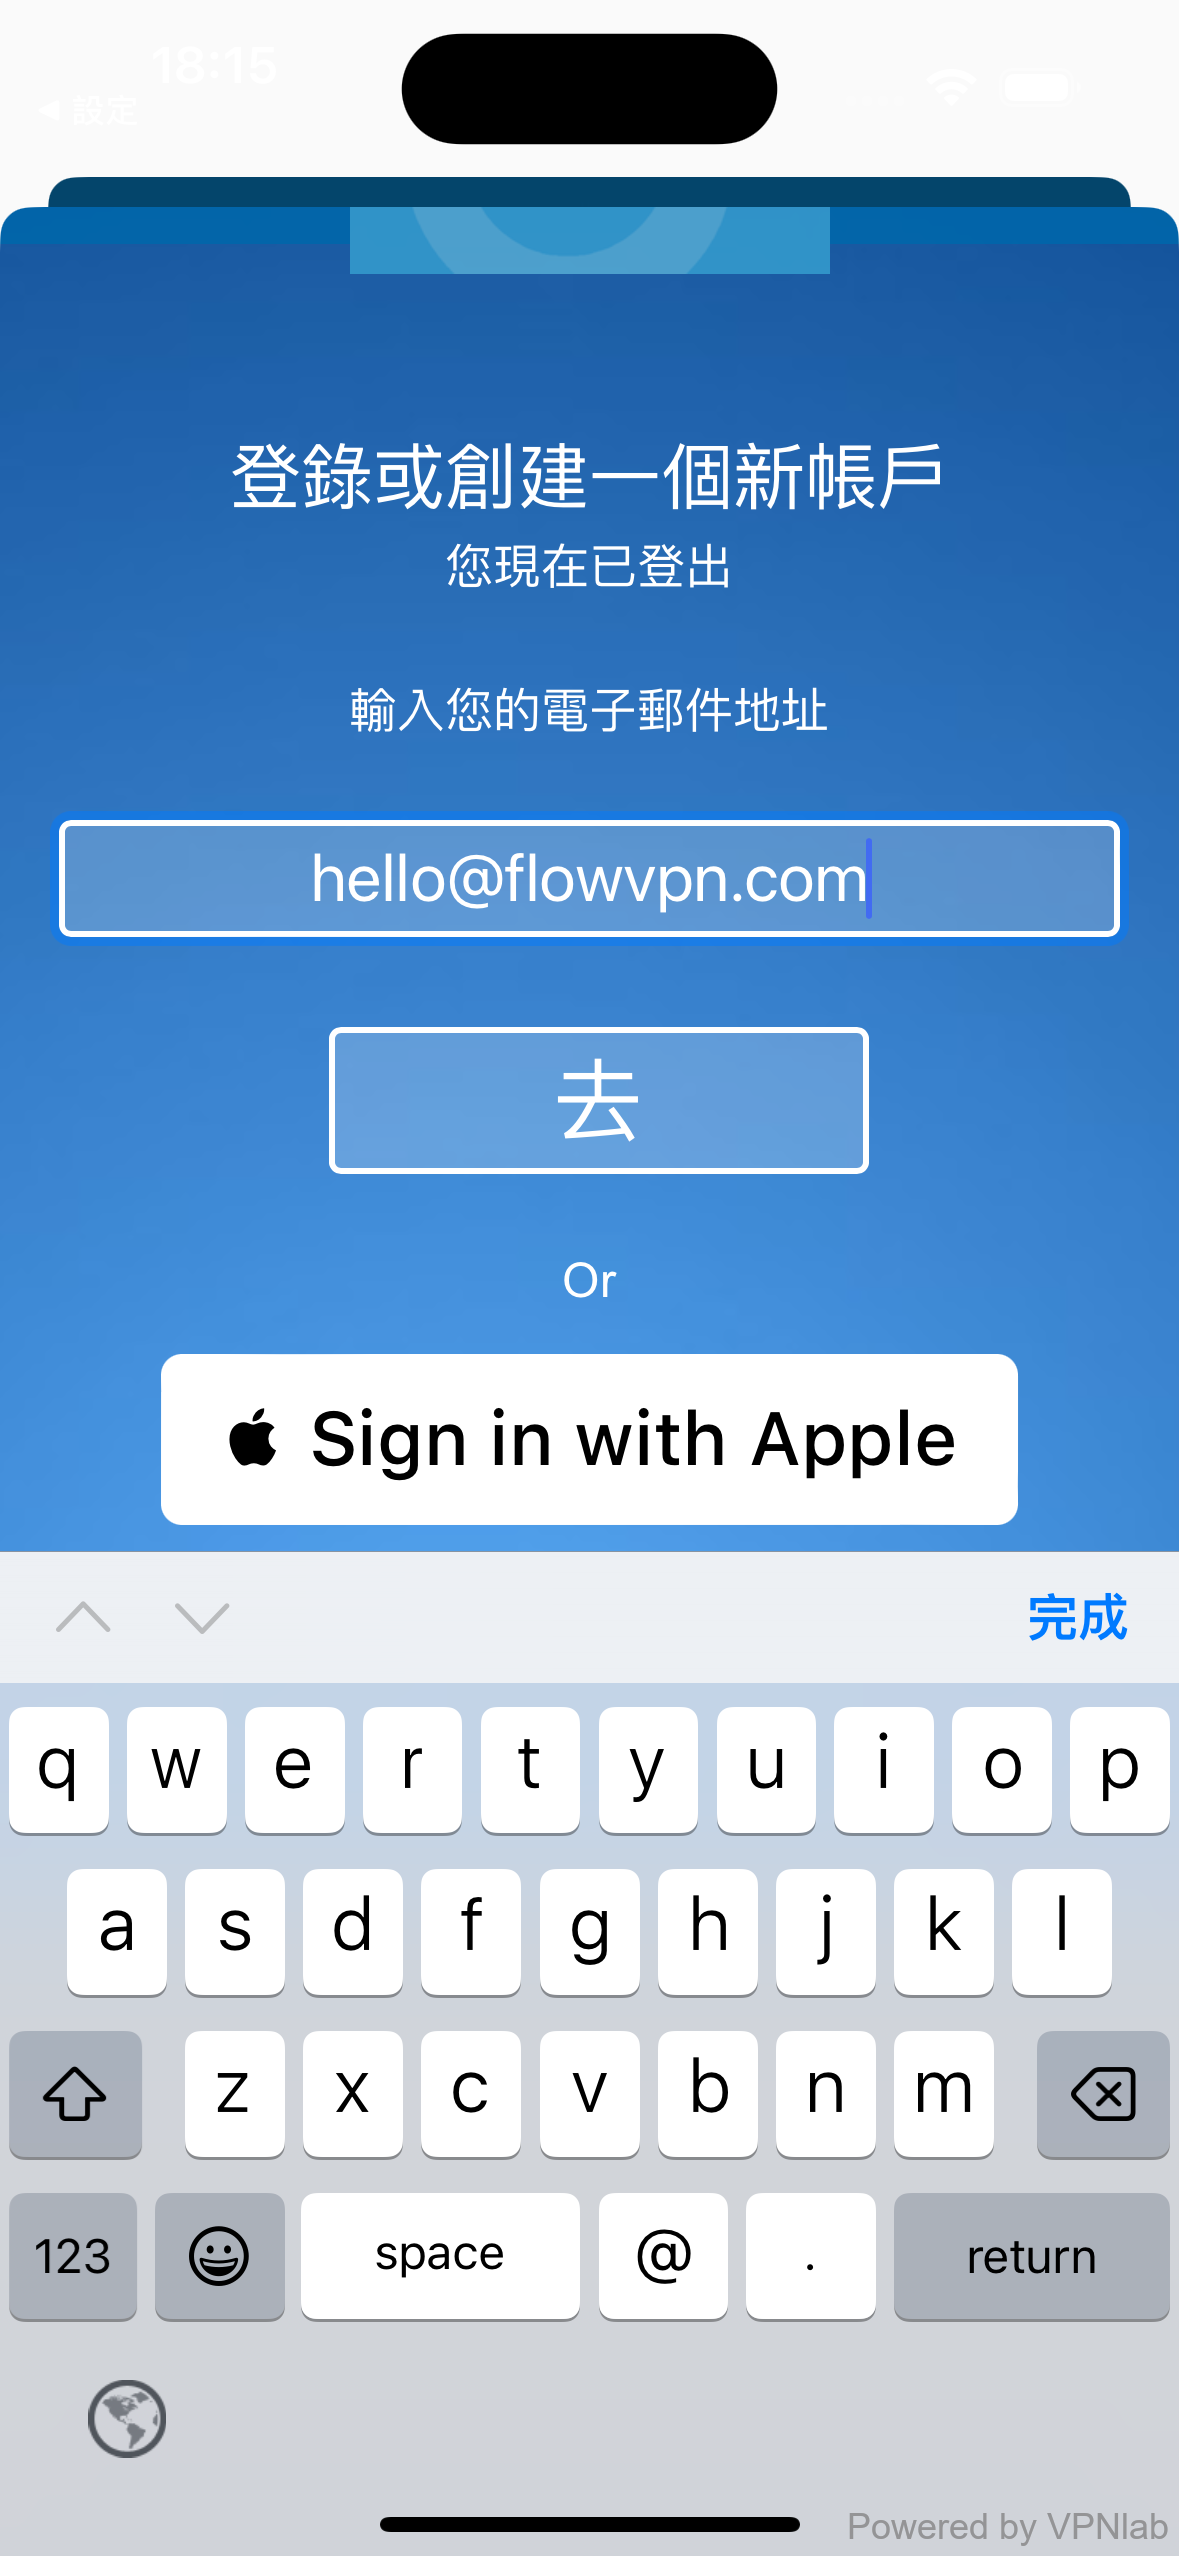 18:15
◀ 設定
登錄或創建一個新帳戶
您現在已登出
輸入您的電子郵件地址
hello@flowvpn.com
去
Or
Sign in with Apple
完成
q w e r t y u i o p
a s d f g h j k l
z x c v b n m
123 space @ . return
Powered by VPNlab